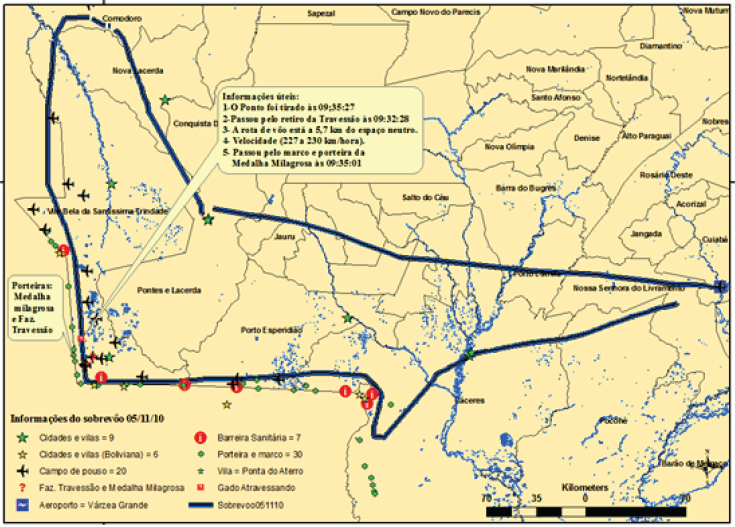 Comodoro
Sapezal
Campo Novo do Parecis
Nova Mutum
Diamantino
Nova Lacerda
Nova Marilândia
Nortelândia
Santo Afonso
Informações úteis:
1-O Ponto foi tirado às 09;35:27
2-Passou pelo retiro da Travessão às 09:32:28
3- A rota de vôo está a 5,7 km do espaço neutro.
4- Velocidade (227 a 230 km/hora).
5- Passou pelo marco e porteira da
Medalha Milagrosa às 09:35:01
Conquista D
Nobres
Alto Paraguai
Denise
Nova Olímpia
Rosário Oeste
Barra do Bugres
Salto do Céu
Vila Bela da Santíssima Trindade
Acorizal
Jangada
Jauru
Cuiabá
Porteiras:
Medalha
milagrosa
e Faz.
Travessão
Pontes e Lacerda
Nossa Senhora do Livramento
Porto Esperidião
Cáceres
Poconé
Informações do sobrevôo 05/11/10
Cidades e vilas = 9
Barreira Sanitária = 7
Cidades e vilas (Boliviana) = 6
Porteira e marco = 30
Campo de pouso = 20
Vila = Ponta do Aterro
Faz. Travessão e Medalha Milagrosa
Gado Atravessando
Aeroporto = Várzea Grande
Sobrevoo051110
Barão de
Kilometers
70 35 0 70